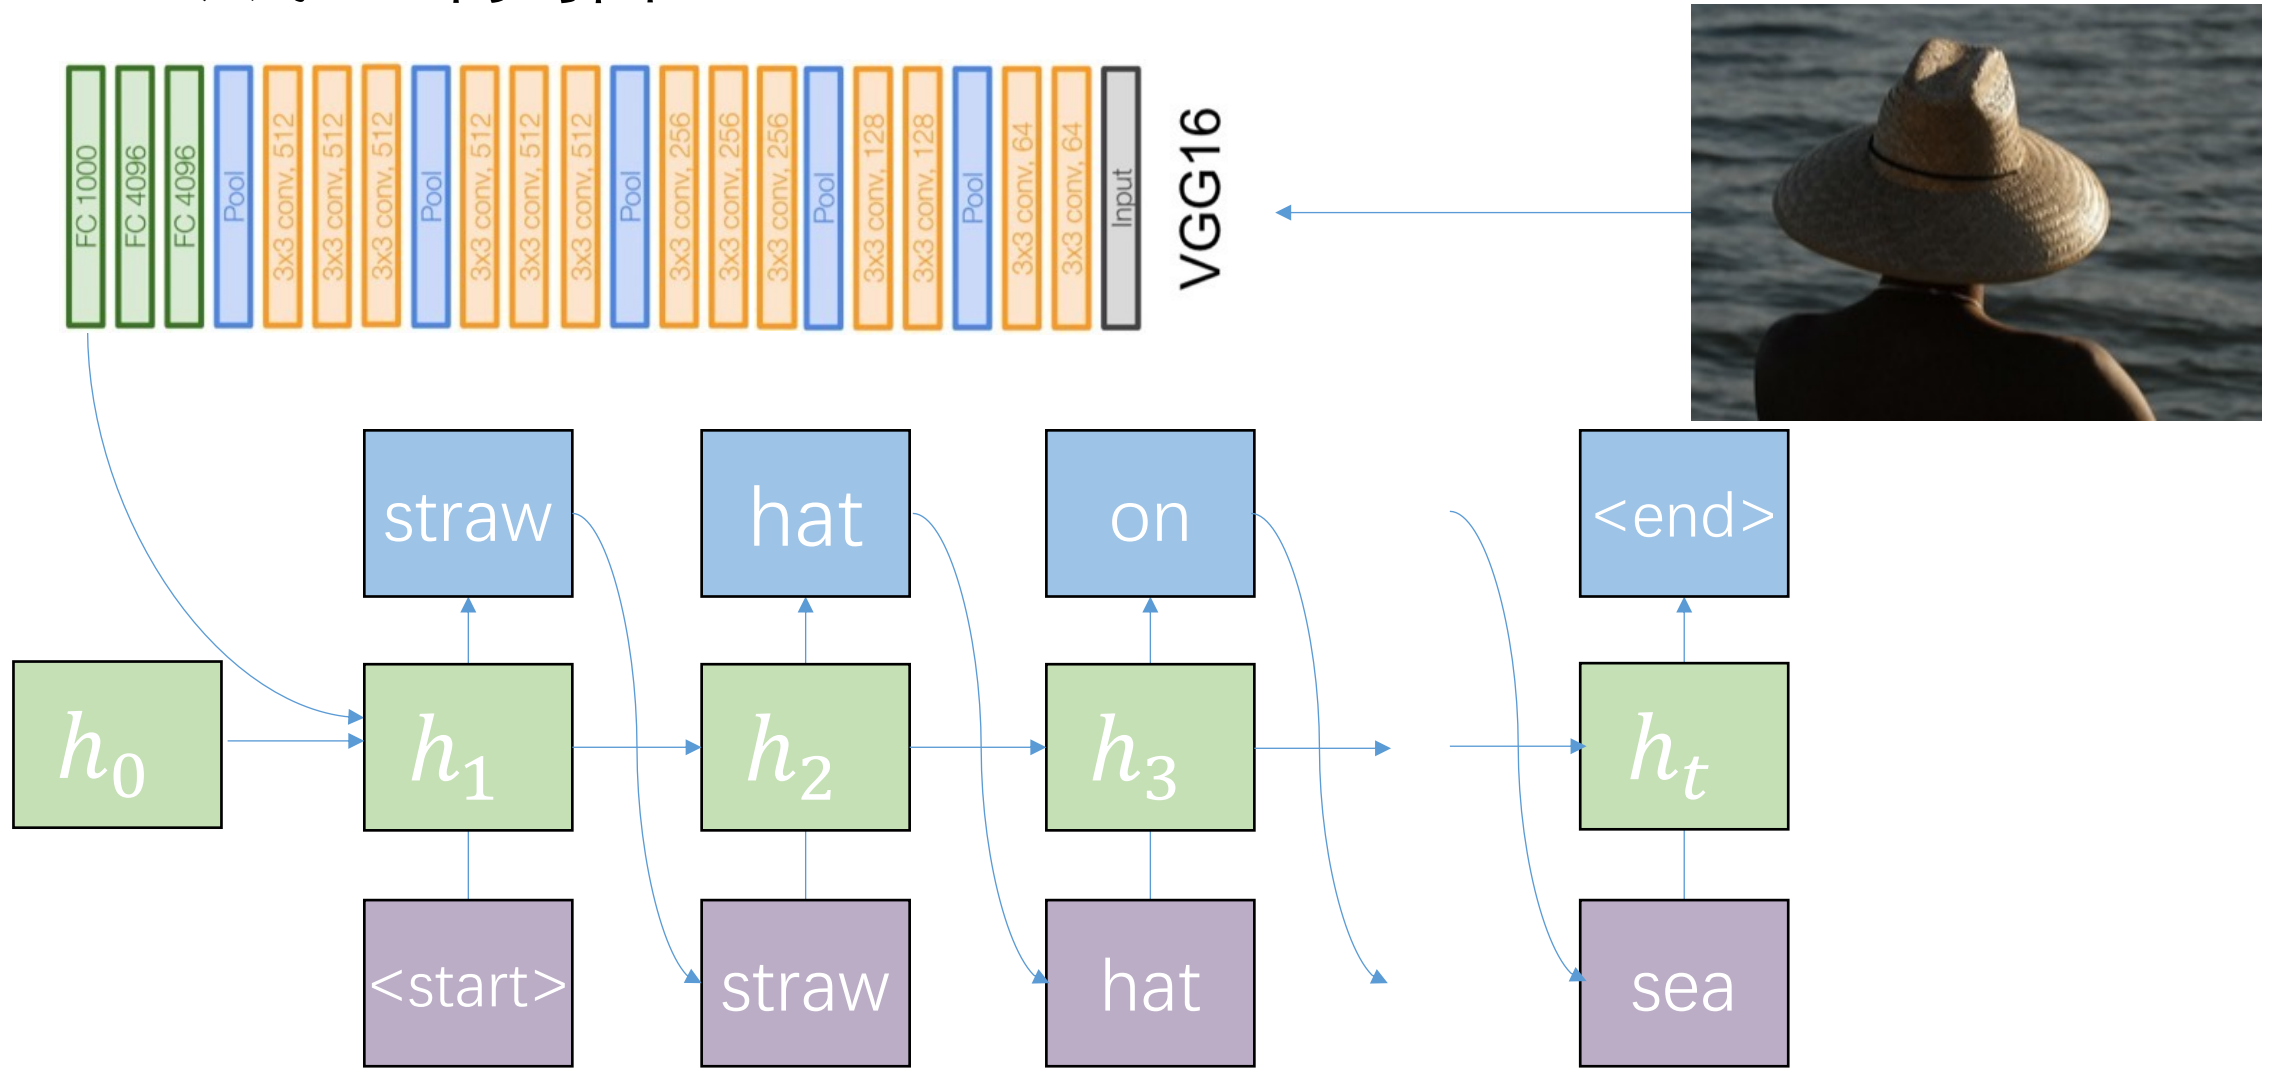 FC 1000
FC 4096
FC 4096
Pool
3x3 conv, 512
3x3 conv, 512
3x3 conv, 512
Pool
3x3 conv, 512
3x3 conv, 512
3x3 conv, 512
Pool
3x3 conv, 256
3x3 conv, 256
3x3 conv, 256
Pool
3x3 conv, 128
3x3 conv, 128
Pool
3x3 conv, 64
3x3 conv, 64
Input
VGG16
straw
hat
on
<end>
h₀
h₁
h₂
h₃
hₜ
<start>
straw
hat
sea